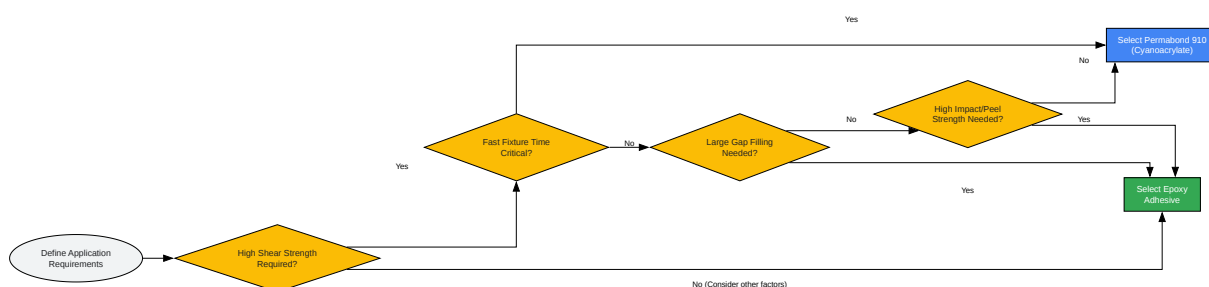 Define Application
Requirements
High Shear Strength
Required?
Yes
No (Consider other factors)
Fast Fixture Time
Critical?
Yes
No
Large Gap Filling
Needed?
No
Yes
High Impact/Peel
Strength Needed?
No
Yes
Select Permabond 910
(Cyanoacrylate)
Select Epoxy
Adhesive